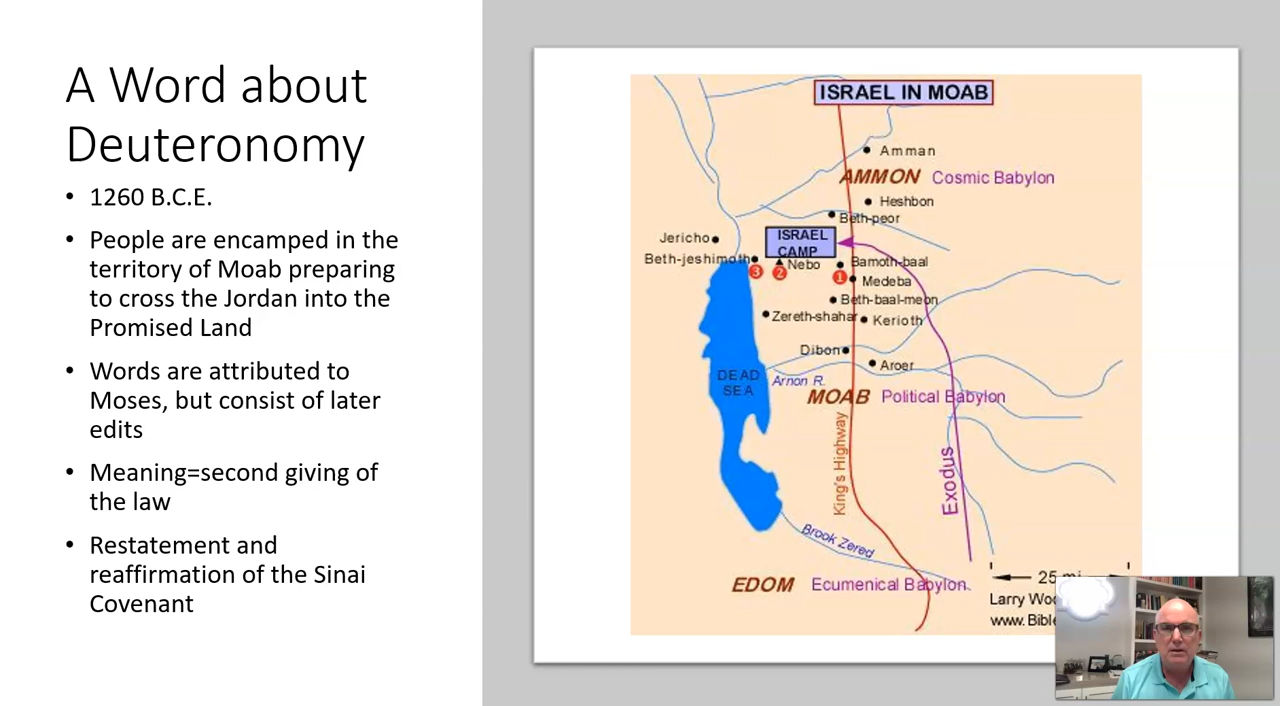 A Word about
Deuteronomy
• 1260 B.C.E.
• People are encamped in the
territory of Moab preparing
to cross the Jordan into the
Promised Land
• Words are attributed to
Moses, but consist of later
edits
• Meaning=second giving of
the law
• Restatement and
reaffirmation of the Sinai
Covenant
ISRAEL IN MOAB
Amman
AMMON Cosmic Babylon
Heshbon
Beth-peor
Jericho
ISRAEL
CAMP
Beth-jeshimoth
Nebo
Bamoth-baal
3 2 1
Medeba
Beth-baal-meon
Zereth-shahar
Kerioth
Dibon
Aroer
DEAD
SEA
Arnon R.
MOAB Political Babylon
King's Highway
Exodus
Brook Zered
EDOM Ecumenical Babylon
25
Larry
www.